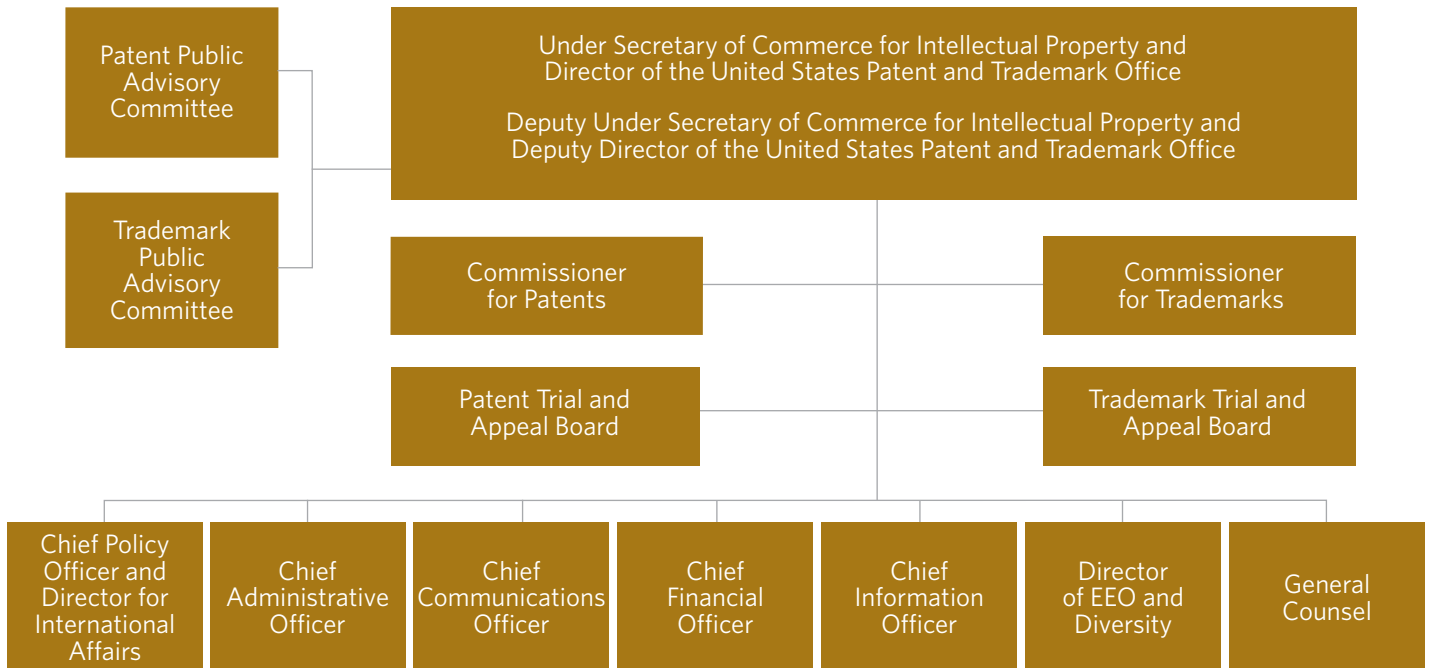 Patent Public
Advisory
Committee
Under Secretary of Commerce for Intellectual Property and
Director of the United States Patent and Trademark Office
Deputy Under Secretary of Commerce for Intellectual Property and
Deputy Director of the United States Patent and Trademark Office
Trademark
Public
Advisory
Committee
Commissioner
for Patents
Commissioner
for Trademarks
Patent Trial and
Appeal Board
Trademark Trial and
Appeal Board
Chief Policy
Officer and
Director for
International
Affairs
Chief
Administrative
Officer
Chief
Communications
Officer
Chief
Financial
Officer
Chief
Information
Officer
Director
of EEO and
Diversity
General
Counsel